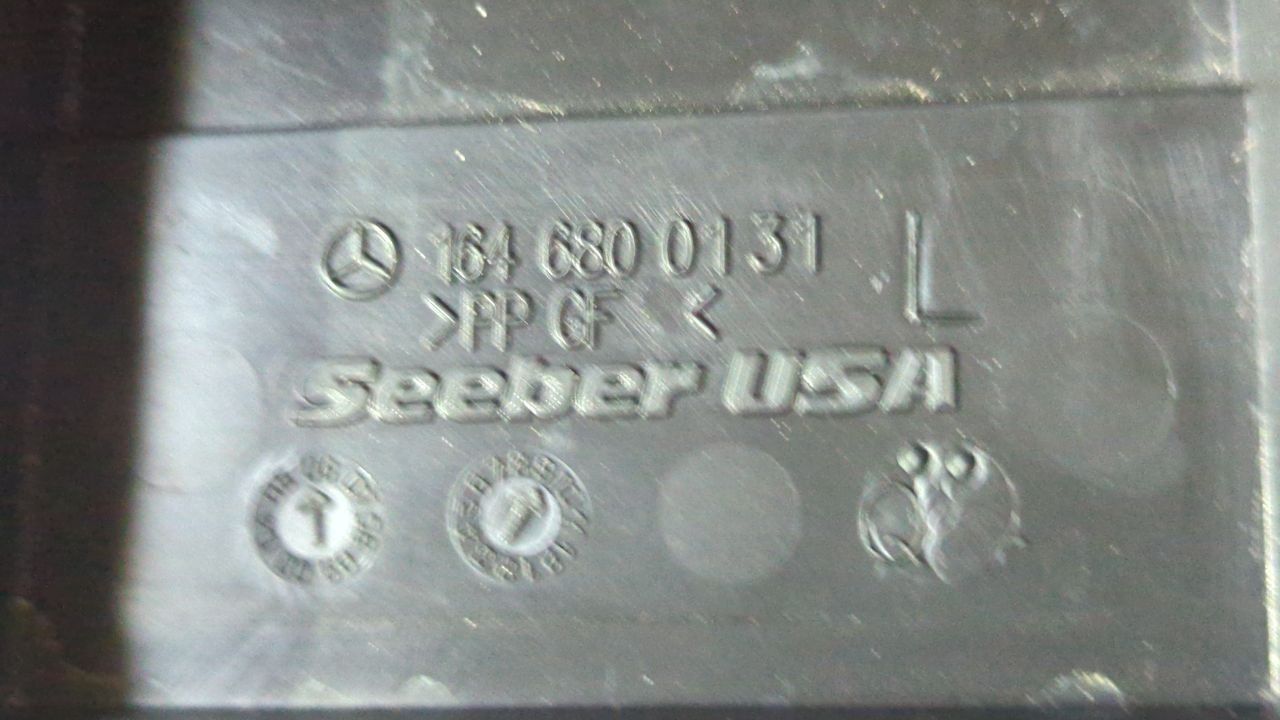 164 680 01 31 L
>PP GF <
Seeber USA